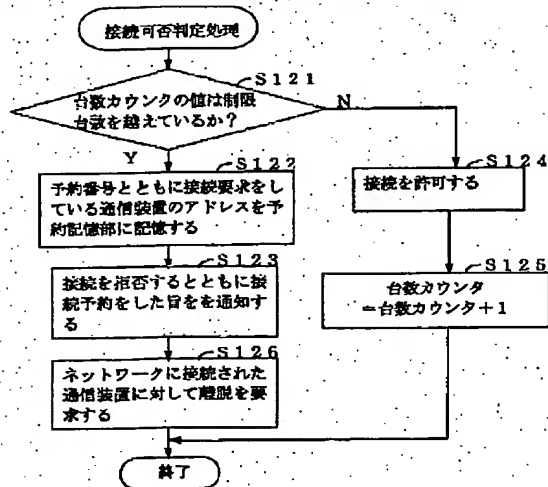 接続可否判定処理
S121
台数カウンタの値は制限
台数を越えているか？
N
Y
S122
予約番号とともに接続要求をし
ている通信装置のアドレスを予
約記憶部に記憶する
S124
接続を許可する
S123
接続を拒否するとともに接
続予約をした旨をを通知す
る
S125
台数カウンタ
＝台数カウンタ＋1
S126
ネットワークに接続された
通信装置に対して離脱を要
求する
終了